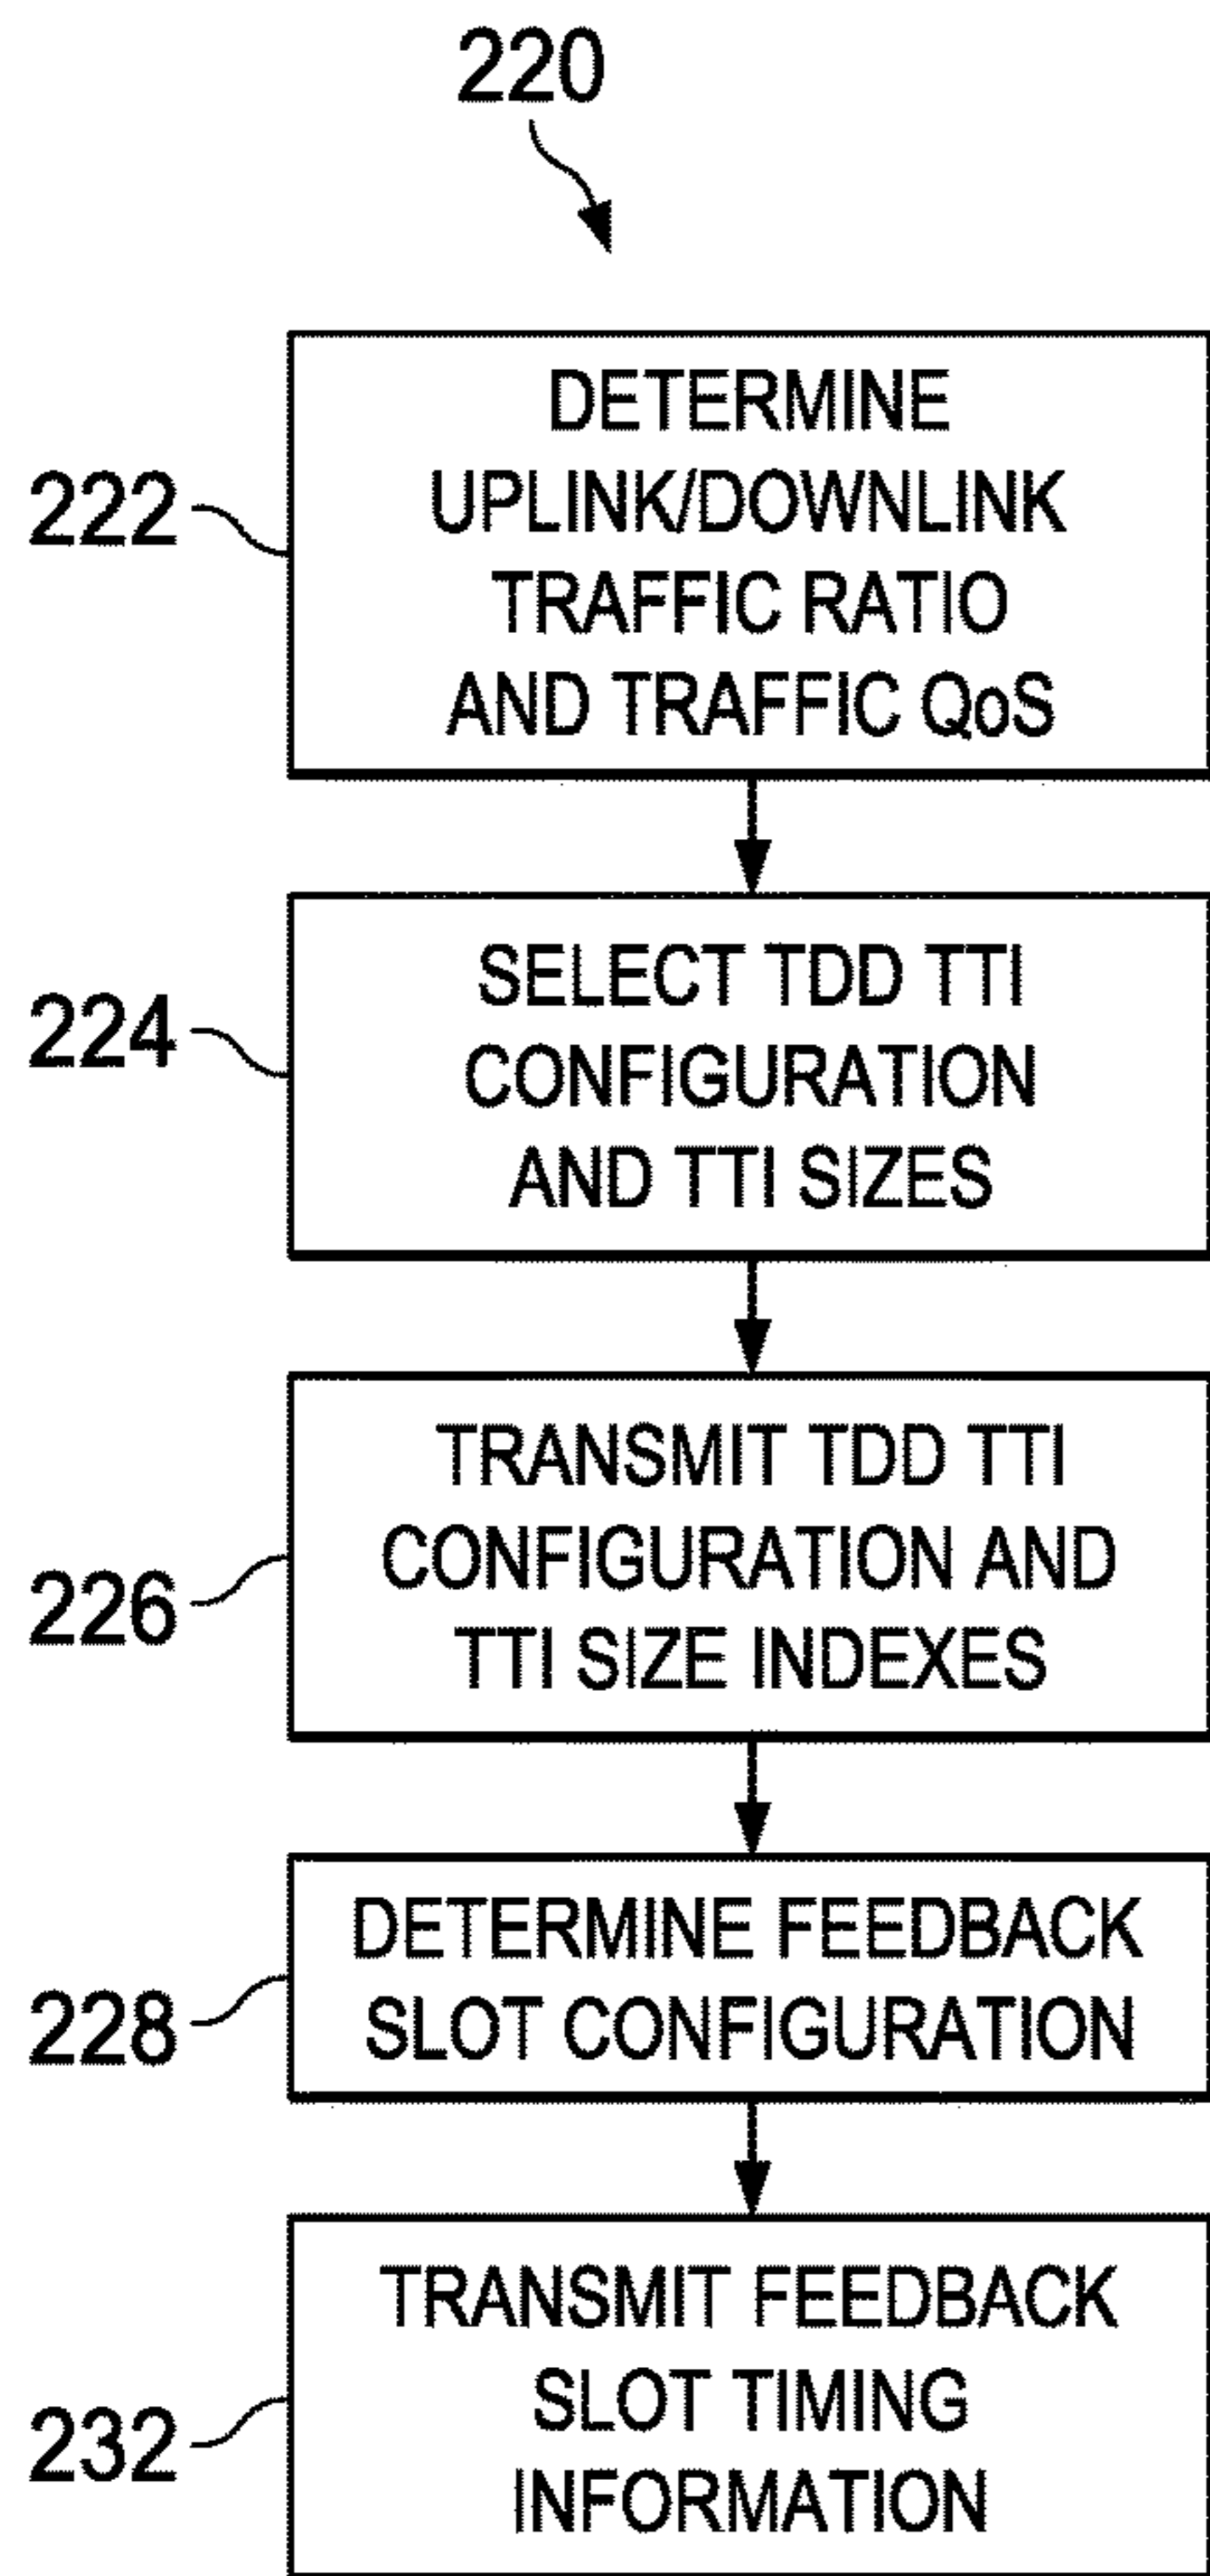 220
222
DETERMINE
UPLINK/DOWNLINK
TRAFFIC RATIO
AND TRAFFIC QoS
224
SELECT TDD TTI
CONFIGURATION
AND TTI SIZES
226
TRANSMIT TDD TTI
CONFIGURATION AND
TTI SIZE INDEXES
228
DETERMINE FEEDBACK
SLOT CONFIGURATION
232
TRANSMIT FEEDBACK
SLOT TIMING
INFORMATION